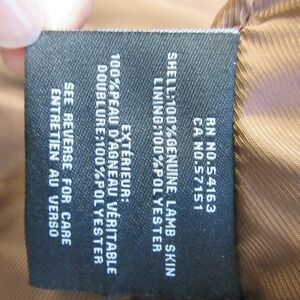 RN NO.54163
CA NO.57151
SHELL:100%GENUINE LAMB SKIN
LINING:100%POLYESTER
EXTÉRIEUR:
100%PEAU D'AGNEAU VÉRITABLE
DOUBLURE:100%POLYESTER
SEE REVERSE FOR CARE
ENTRETIEN AU VERSO